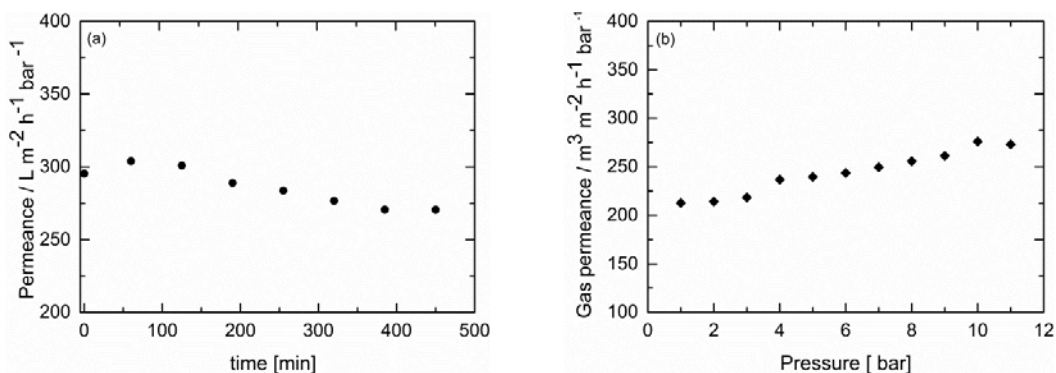 (a)
400
350
300
250
200
Permeance / L m⁻² h⁻¹ bar⁻¹
0 100 200 300 400 500
time [min]
(b)
400
350
300
250
200
150
100
Gas permeance / m³ m⁻² h⁻¹ bar⁻¹
0 2 4 6 8 10 12
Pressure [ bar]